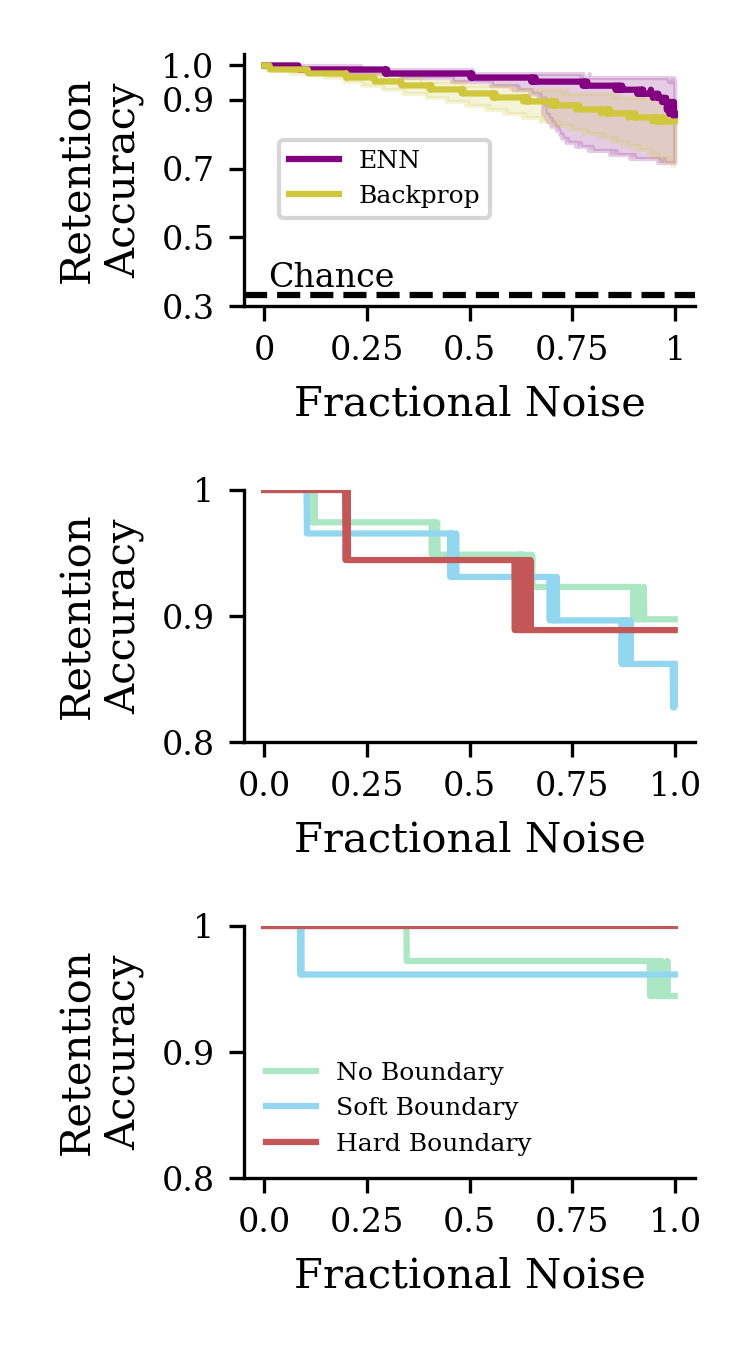 Retention
Accuracy
1.0
0.9
0.7
0.5
0.3
ENN
Backprop
Chance
0 0.25 0.5 0.75 1
Fractional Noise
Retention
Accuracy
1
0.9
0.8
0.0 0.25 0.5 0.75 1.0
Fractional Noise
Retention
Accuracy
1
0.9
0.8
No Boundary
Soft Boundary
Hard Boundary
0.0 0.25 0.5 0.75 1.0
Fractional Noise